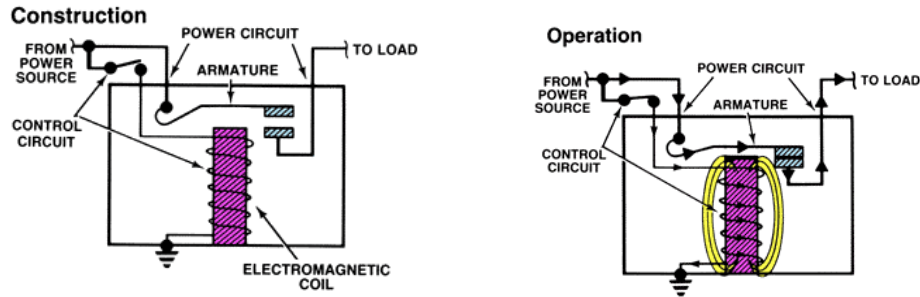 Construction
FROM
POWER
SOURCE
POWER CIRCUIT
TO LOAD
ARMATURE
CONTROL
CIRCUIT
ELECTROMAGNETIC
COIL
Operation
FROM
POWER
SOURCE
POWER CIRCUIT
TO LOAD
ARMATURE
CONTROL
CIRCUIT